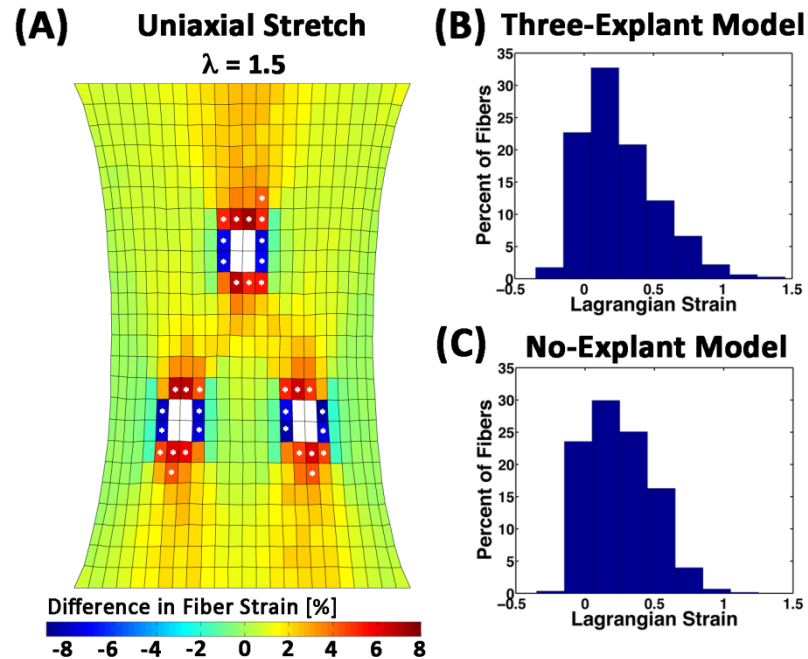 (A) Uniaxial Stretch
λ = 1.5
Difference in Fiber Strain [%]
-8 -6 -4 -2 0 2 4 6 8
(B) Three-Explant Model
Percent of Fibers
35
30
25
20
15
10
5
0
-0.5 0 0.5 1 1.5
Lagrangian Strain
(C) No-Explant Model
Percent of Fibers
35
30
25
20
15
10
5
0
-0.5 0 0.5 1 1.5
Lagrangian Strain